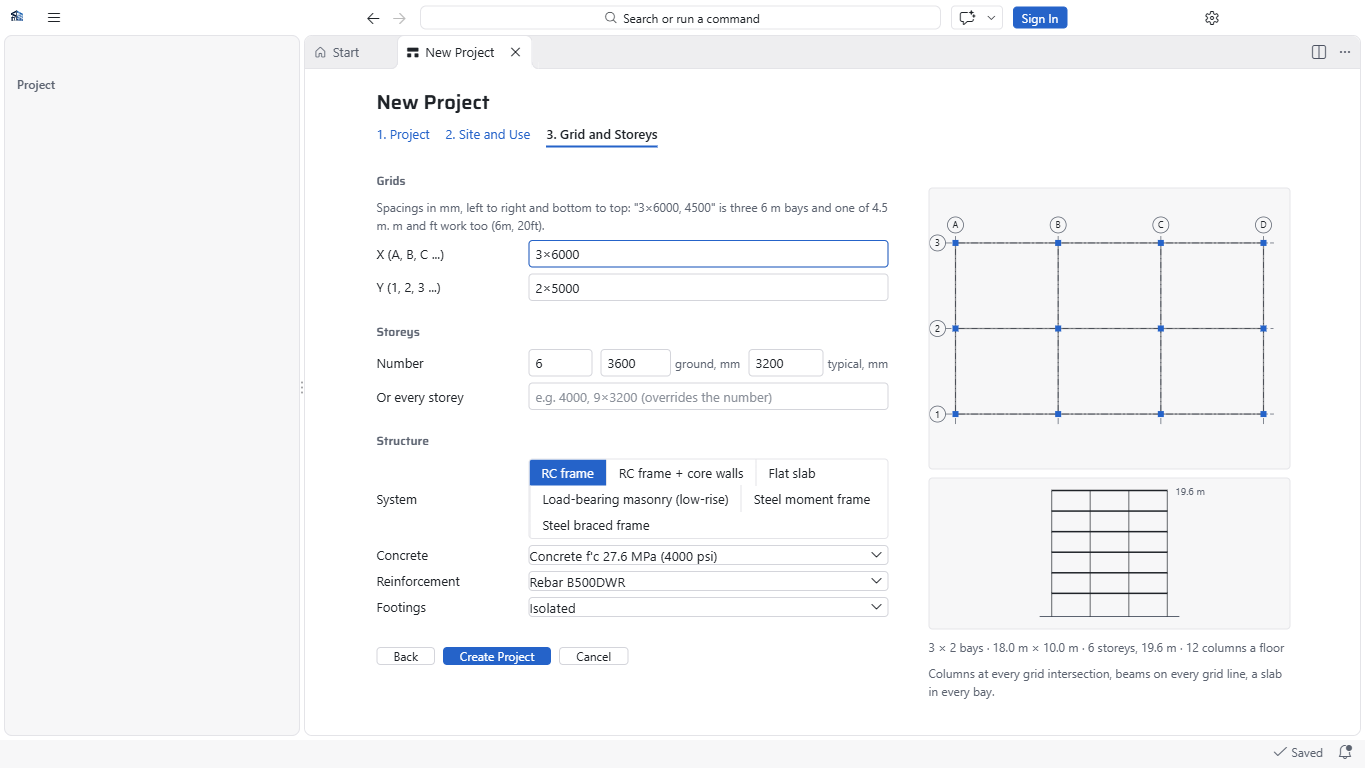 Search or run a command
Sign In
Project
Start
New Project
New Project
1. Project
2. Site and Use
3. Grid and Storeys
Grids
Spacings in mm, left to right and bottom to top: "3×6000, 4500" is three 6 m bays and one of 4.5
m. m and ft work too (6m, 20ft).
X (A, B, C ...)
3×6000
Y (1, 2, 3 ...)
2×5000
Storeys
Number
6
3600
ground, mm
3200
typical, mm
Or every storey
e.g. 4000, 9×3200 (overrides the number)
Structure
System
RC frame
RC frame + core walls
Flat slab
Load-bearing masonry (low-rise)
Steel moment frame
Steel braced frame
Concrete
Concrete f'c 27.6 MPa (4000 psi)
Reinforcement
Rebar B500DWR
Footings
Isolated
Back
Create Project
Cancel
A
B
C
D
3
2
1
19.6 m
3 × 2 bays · 18.0 m × 10.0 m · 6 storeys, 19.6 m · 12 columns a floor
Columns at every grid intersection, beams on every grid line, a slab
in every bay.
Saved